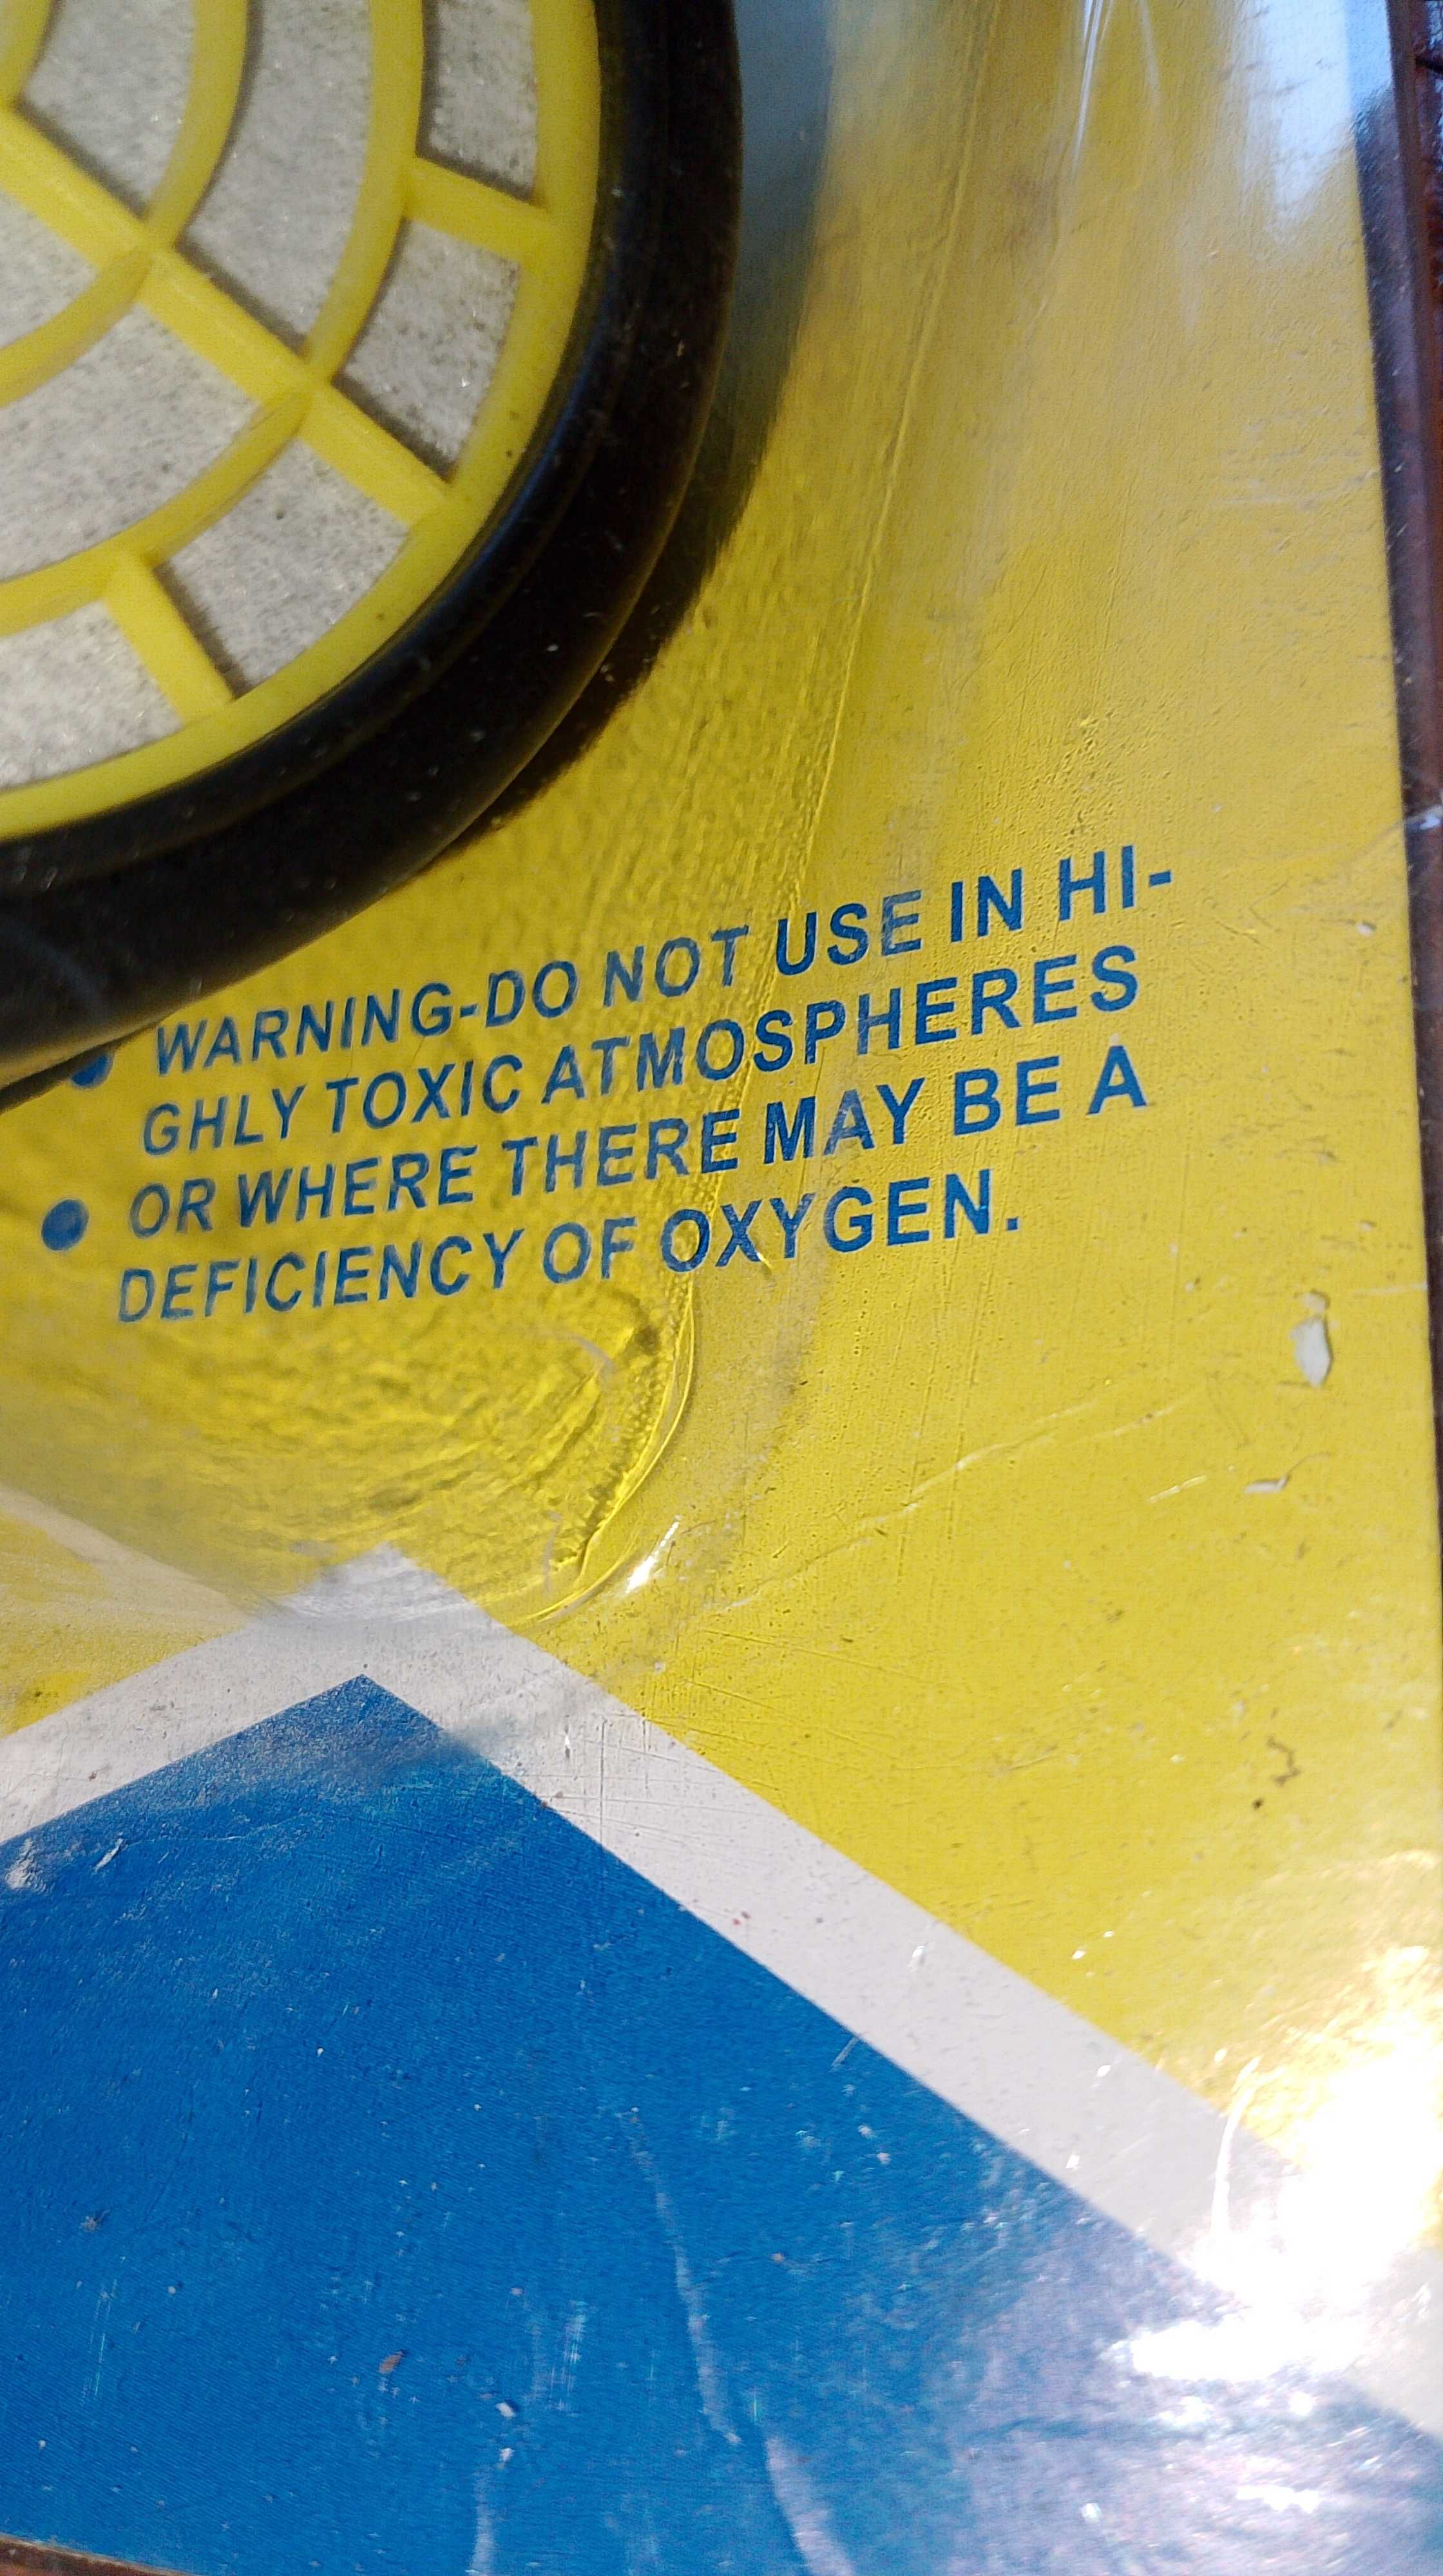 ● WARNING-DO NOT USE IN HI-
GHLY TOXIC ATMOSPHERES
● OR WHERE THERE MAY BE A
DEFICIENCY OF OXYGEN.